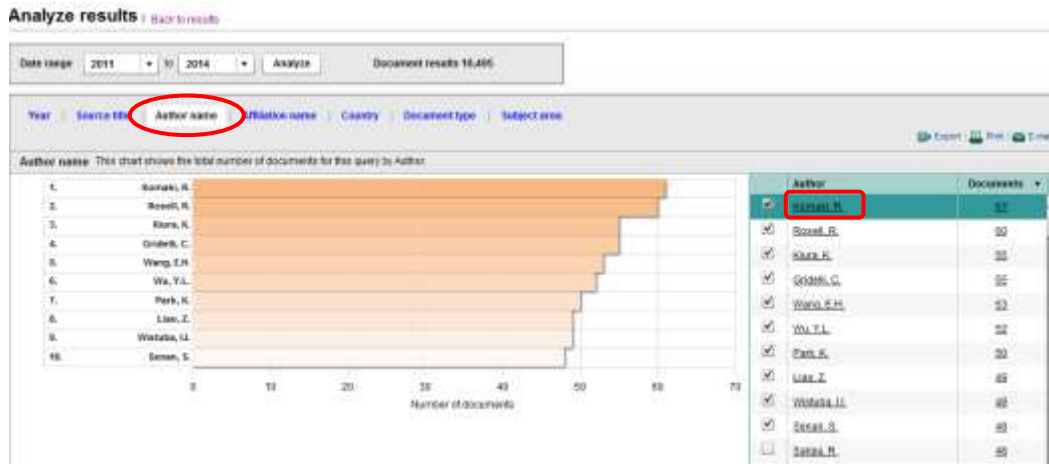 Analyze results | Back to results
Date range 2011 to 2014 Analyze Document results 16,495
Year | Source title | Author name | Affiliation name | Country | Document type | Subject area
Export | Print |
Author name This chart shows the total number of documents for this query by Author.
1. Komaki, R.
2. Rosell, R.
3. Kiura, K.
4. Gridelli, C.
5. Wang, E.H.
6. Wu, Y.L.
7. Park, K.
8. Liao, Z.
9. Wistuba, I.I.
10. Senan, S.
0 10 20 30 40 50 60 70
Number of documents
Author Documents
Komaki, R.
Rosell, R. 60
Kiura, K. 55
Gridelli, C. 55
Wang, E.H. 53
Wu, Y.L. 52
Park, K. 50
Liao, Z. 49
Wistuba, I.I.
Senan, S. 48